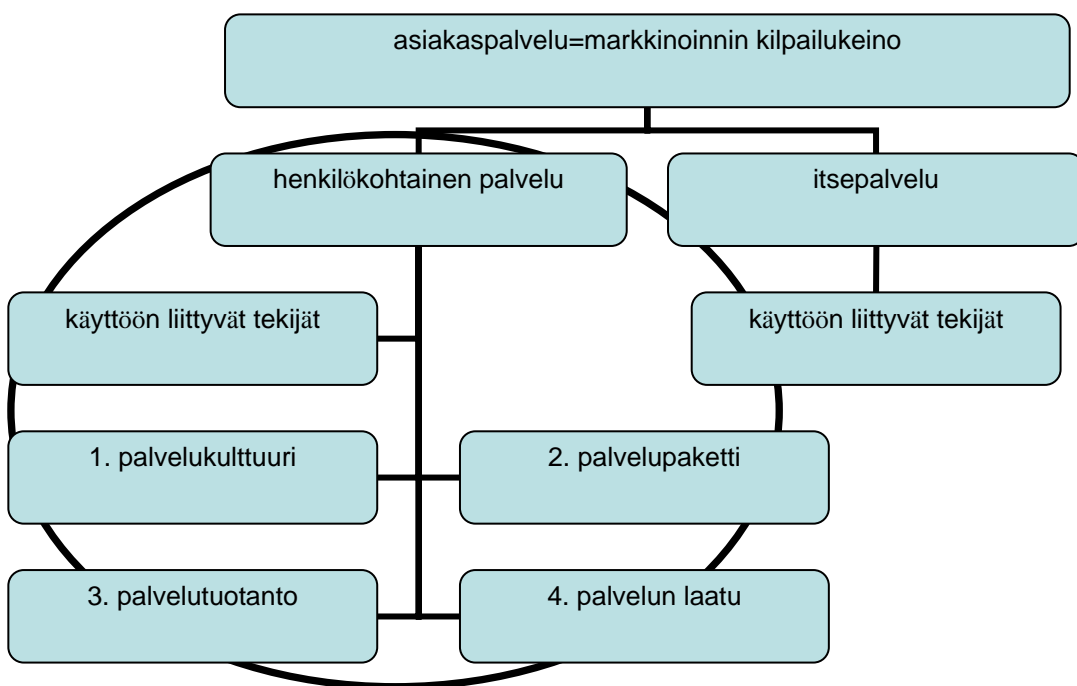 asiakaspalvelu=markkinoinnin kilpailukeino
henkilökohtainen palvelu
itsepalvelu
käyttöön liittyvät tekijät
käyttöön liittyvät tekijät
1. palvelukulttuuri
2. palvelupaketti
3. palvelutuotanto
4. palvelun laatu